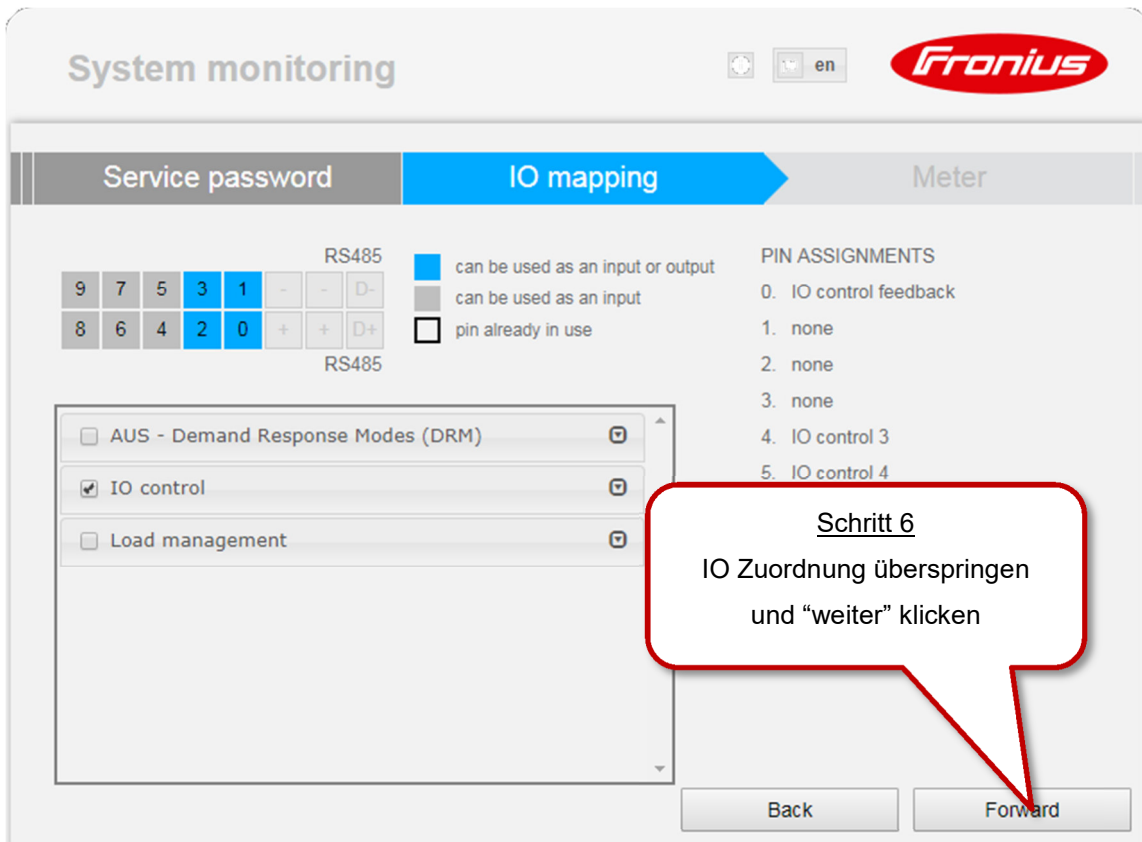 System monitoring
en
Fronius
Service password
IO mapping
Meter
RS485
9 7 5 3 1 - - D-
8 6 4 2 0 + + D+
RS485
can be used as an input or output
can be used as an input
pin already in use
PIN ASSIGNMENTS
0. IO control feedback
1. none
2. none
3. none
4. IO control 3
5. IO control 4
AUS - Demand Response Modes (DRM)
IO control
Load management
Schritt 6
IO Zuordnung überspringen
und “weiter” klicken
Back
Forward